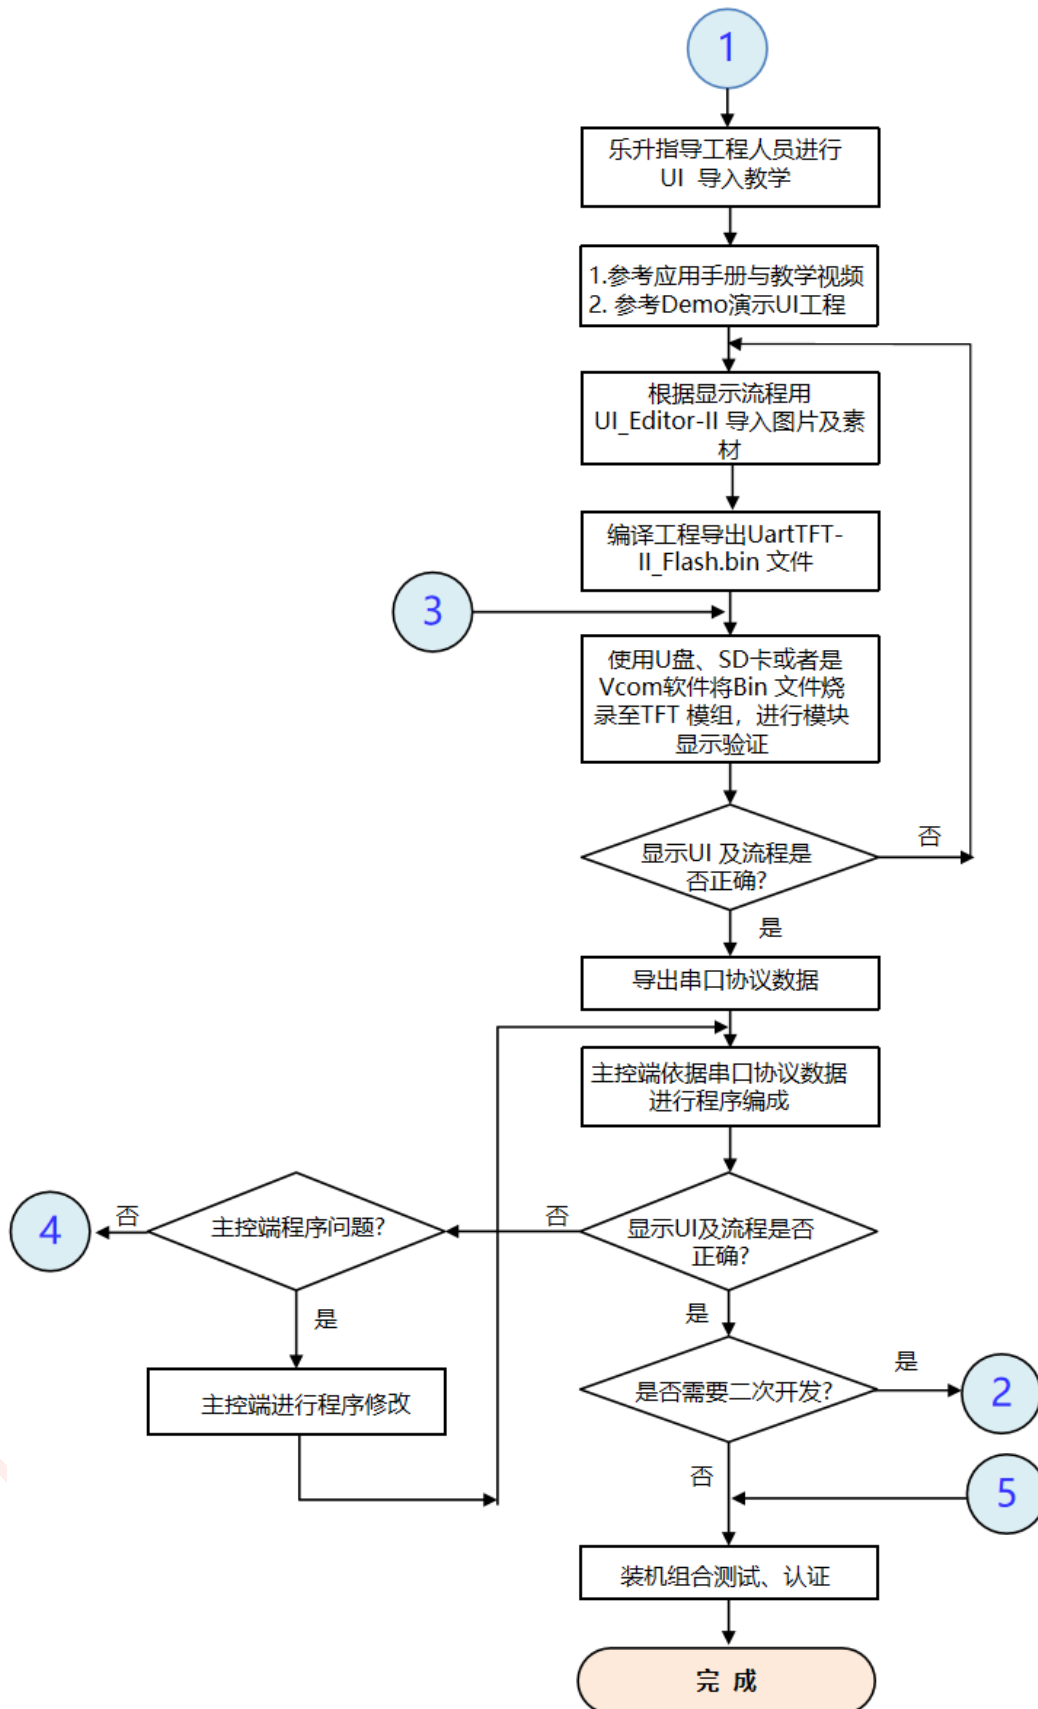 1
乐升指导工程人员进行
UI 导入教学
1.参考应用手册与教学视频
2. 参考Demo演示UI工程
根据显示流程用
UI_Editor-II 导入图片及素
材
编译工程导出UartTFT-
II_Flash.bin 文件
3
使用U盘、SD卡或者是
Vcom软件将Bin 文件烧
录至TFT 模组，进行模块
显示验证
显示UI 及流程是
否正确?
否
是
导出串口协议数据
主控端依据串口协议数据
进行程序编成
4
否
主控端程序问题?
否
显示UI及流程是否
正确?
是
是
主控端进行程序修改
是否需要二次开发?
是
2
否
5
装机组合测试、认证
完 成